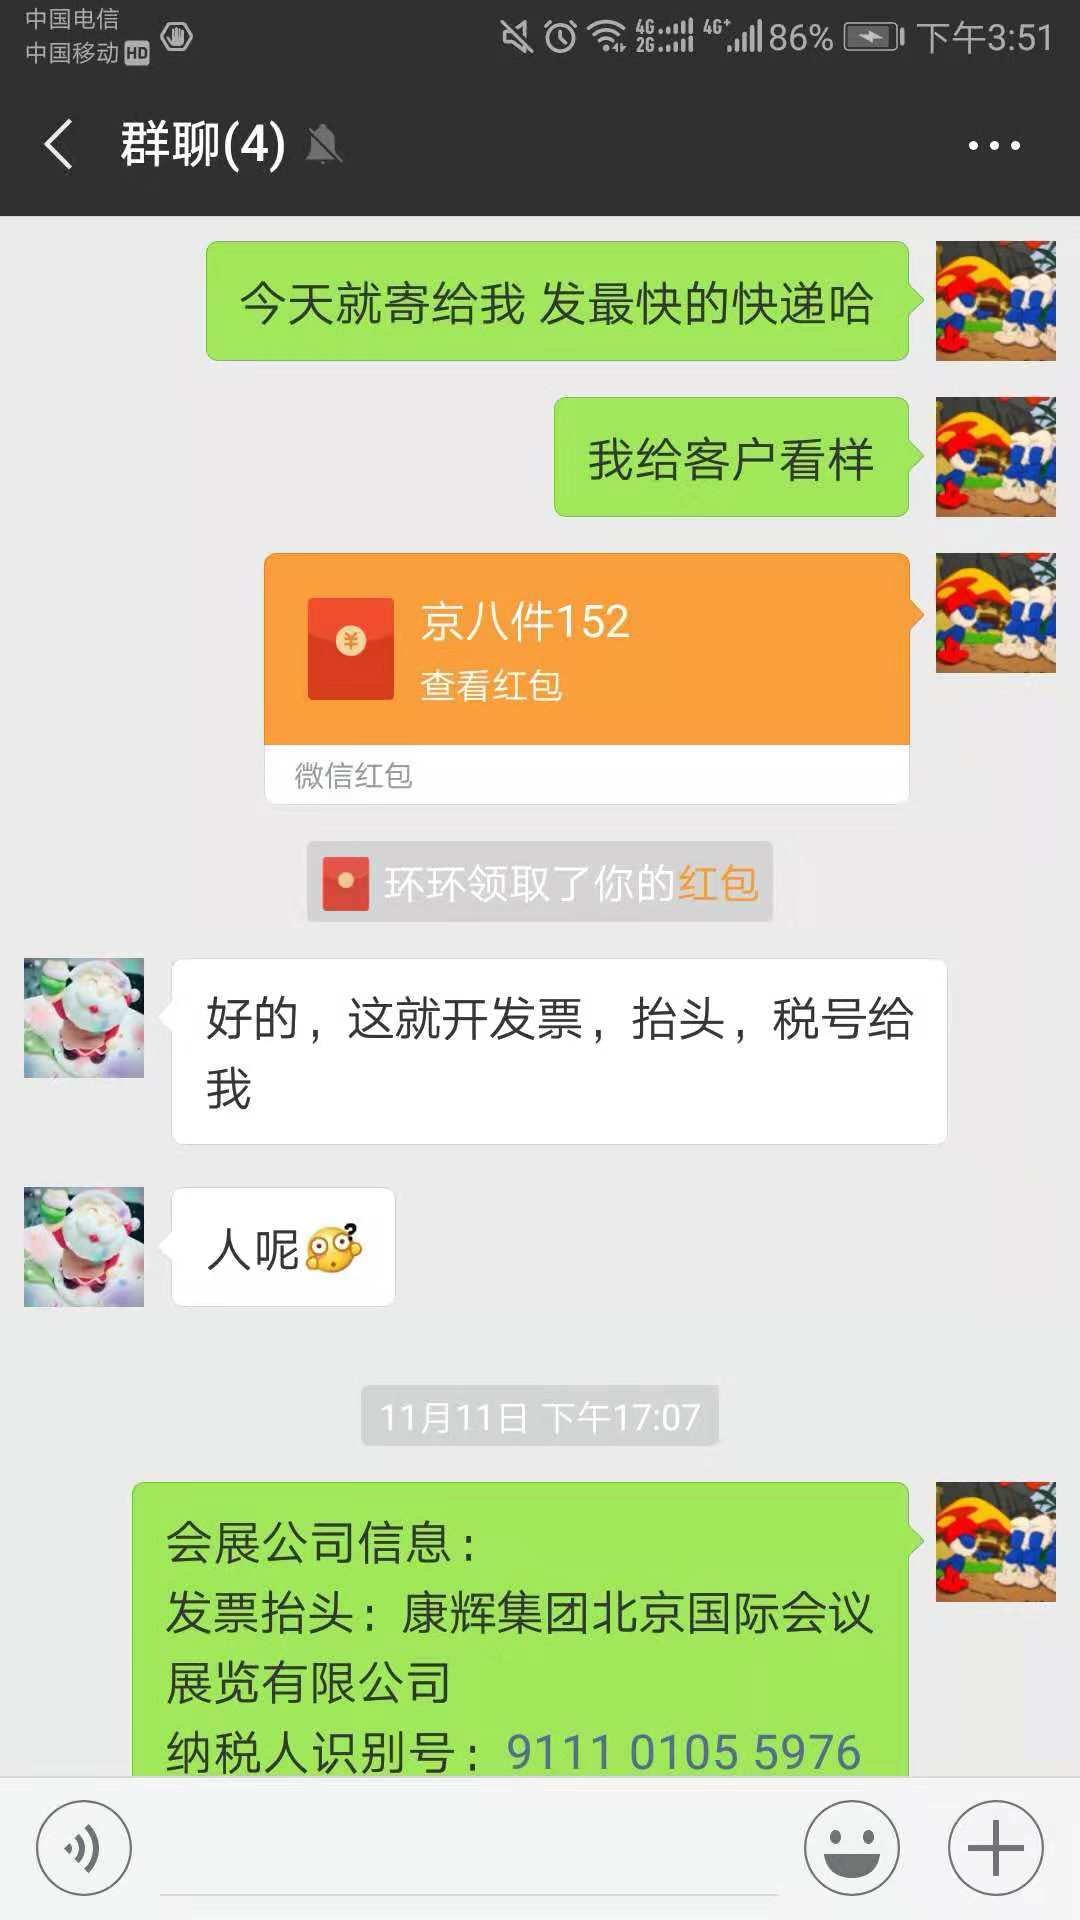 中国电信
中国移动 HD
4G 2G 4G+ 86% 下午3:51
群聊(4)
今天就寄给我 发最快的快递哈
我给客户看样
京八件152
查看红包
微信红包
环环领取了你的红包
好的，这就开发票，抬头，税号给
我
人呢
11月11日 下午17:07
会展公司信息：
发票抬头：康辉集团北京国际会议
展览有限公司
纳税人识别号：9111 0105 5976